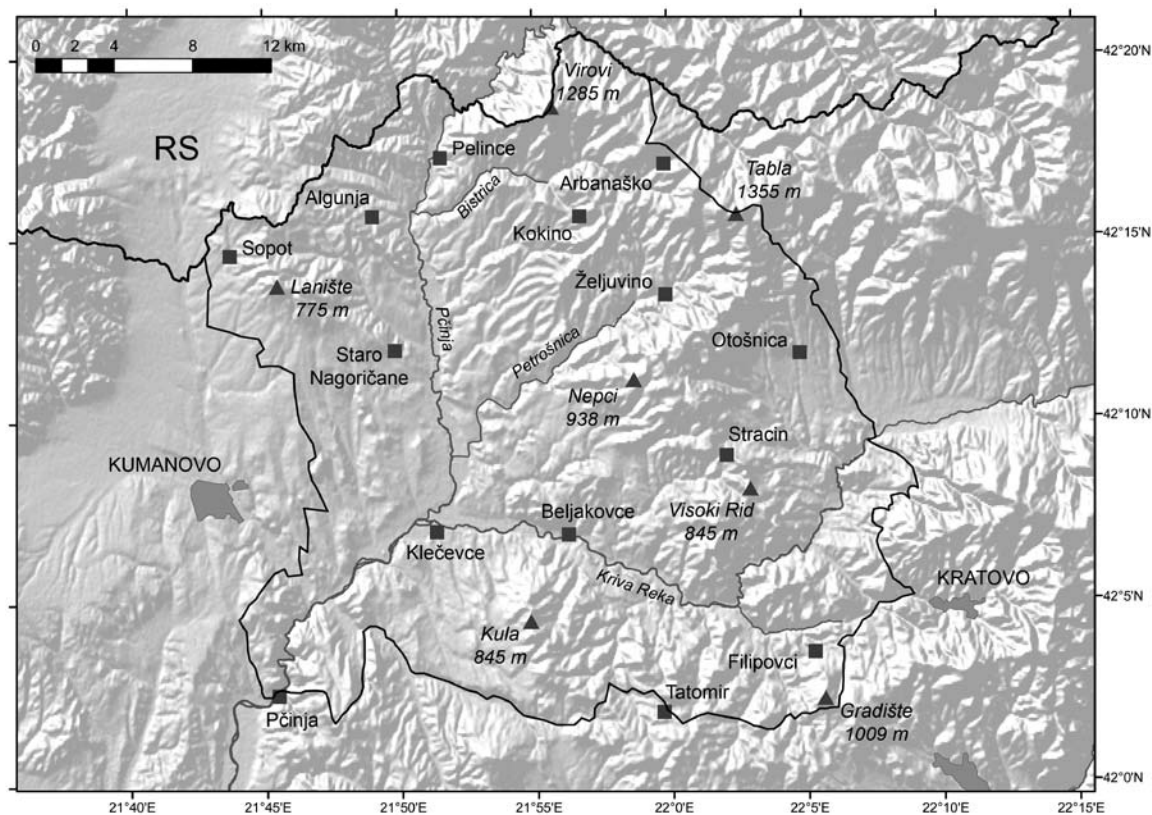 0 2 4 8 12 km
42°20'N
Virovi
1285 m
RS
Pelince
Tabla
1355 m
Arbanaško
Bistrica
Algunja
Kokino
42°15'N
Sopot
Lanište
775 m
Željuvino
Pčinja
Otošnica
Petrošnica
Staro
Nagoričane
Nepci
938 m
42°10'N
Stracin
KUMANOVO
Beljakovce
Visoki Rid
845 m
Klečevce
Kriva Reka
KRATOVO
42°5'N
Kula
845 m
Filipovci
Tatomir
Pčinja
Gradište
1009 m
42°0'N
21°40'E 21°45'E 21°50'E 21°55'E 22°0'E 22°5'E 22°10'E 22°15'E